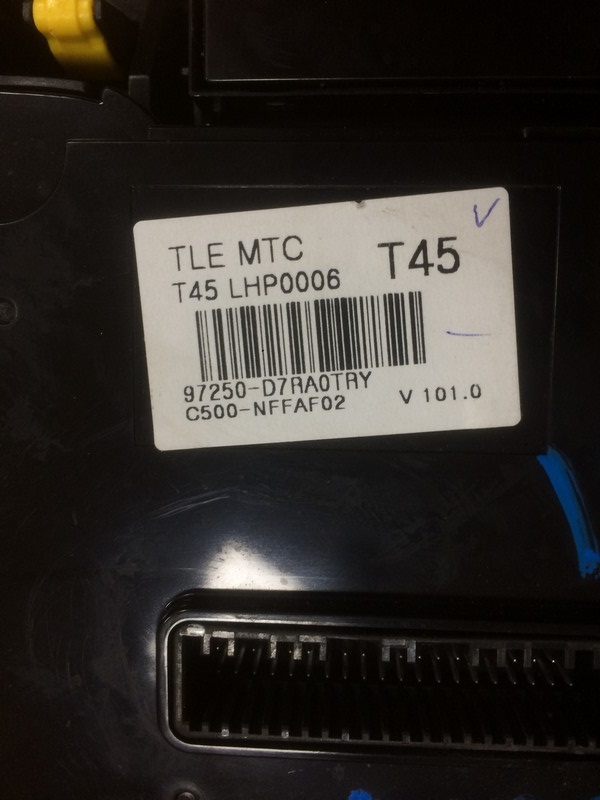 TLE MTC
T45
T45 LHP0006
97250-D7RA0TRY
C500-NFFAF02
V 101.0